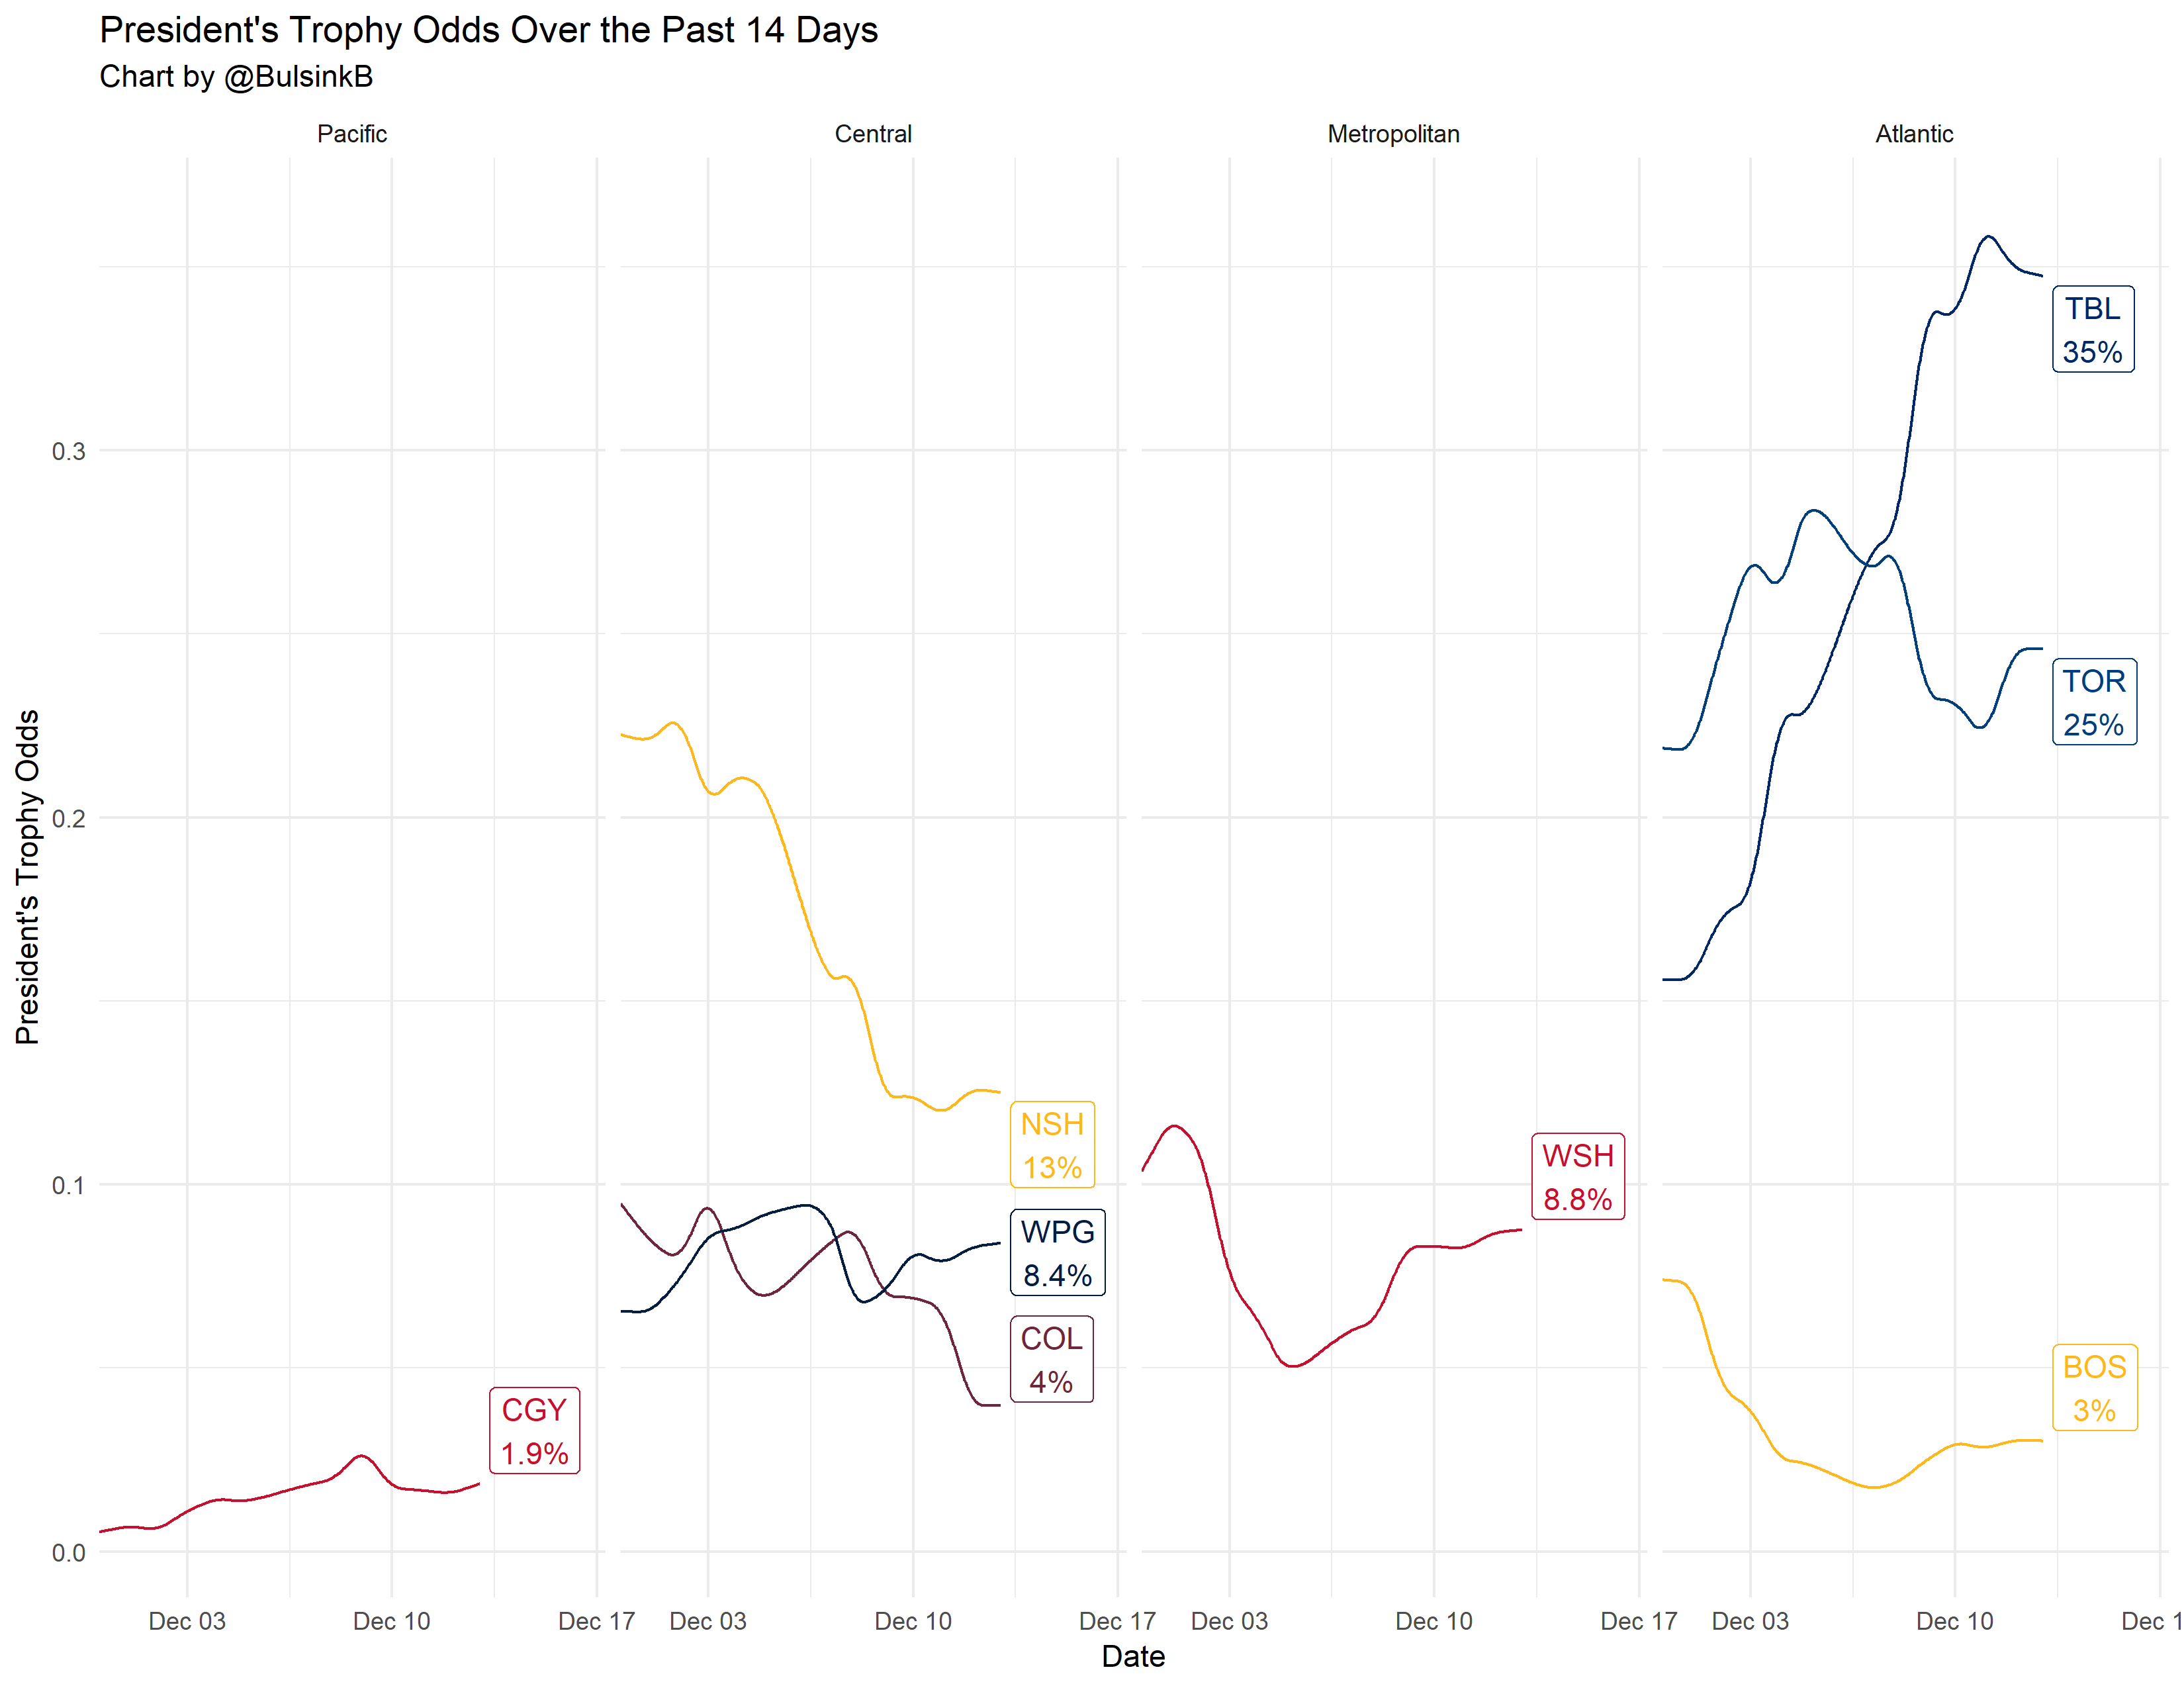 President's Trophy Odds Over the Past 14 Days
Chart by @BulsinkB
Pacific
Central
Metropolitan
Atlantic
President's Trophy Odds
0.3
0.2
0.1
0.0
TBL
35%
TOR
25%
NSH
13%
WSH
8.8%
WPG
8.4%
COL
4%
BOS
3%
CGY
1.9%
Dec 03
Dec 10
Dec 17
Dec 03
Dec 10
Dec 17
Dec 03
Dec 10
Dec 17
Dec 03
Dec 10
Dec 1
Date